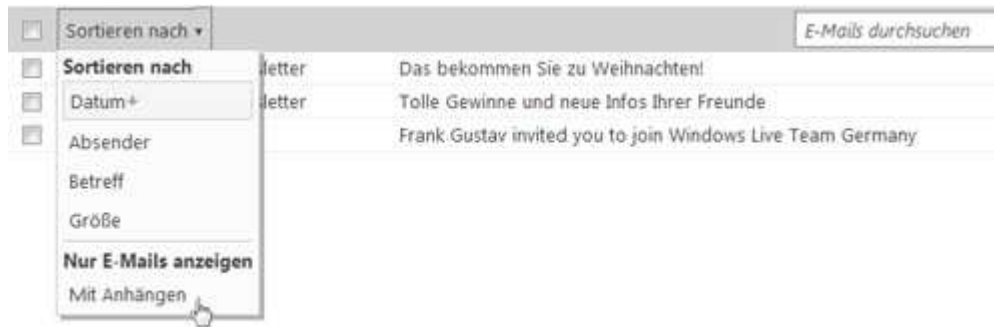 Sortieren nach ▾
E-Mails durchsuchen
Sortieren nach
letter Das bekommen Sie zu Weihnachten!
Datum+
letter Tolle Gewinne und neue Infos Ihrer Freunde
Absender
Frank Gustav invited you to join Windows Live Team Germany
Betreff
Größe
Nur E-Mails anzeigen
Mit Anhängen